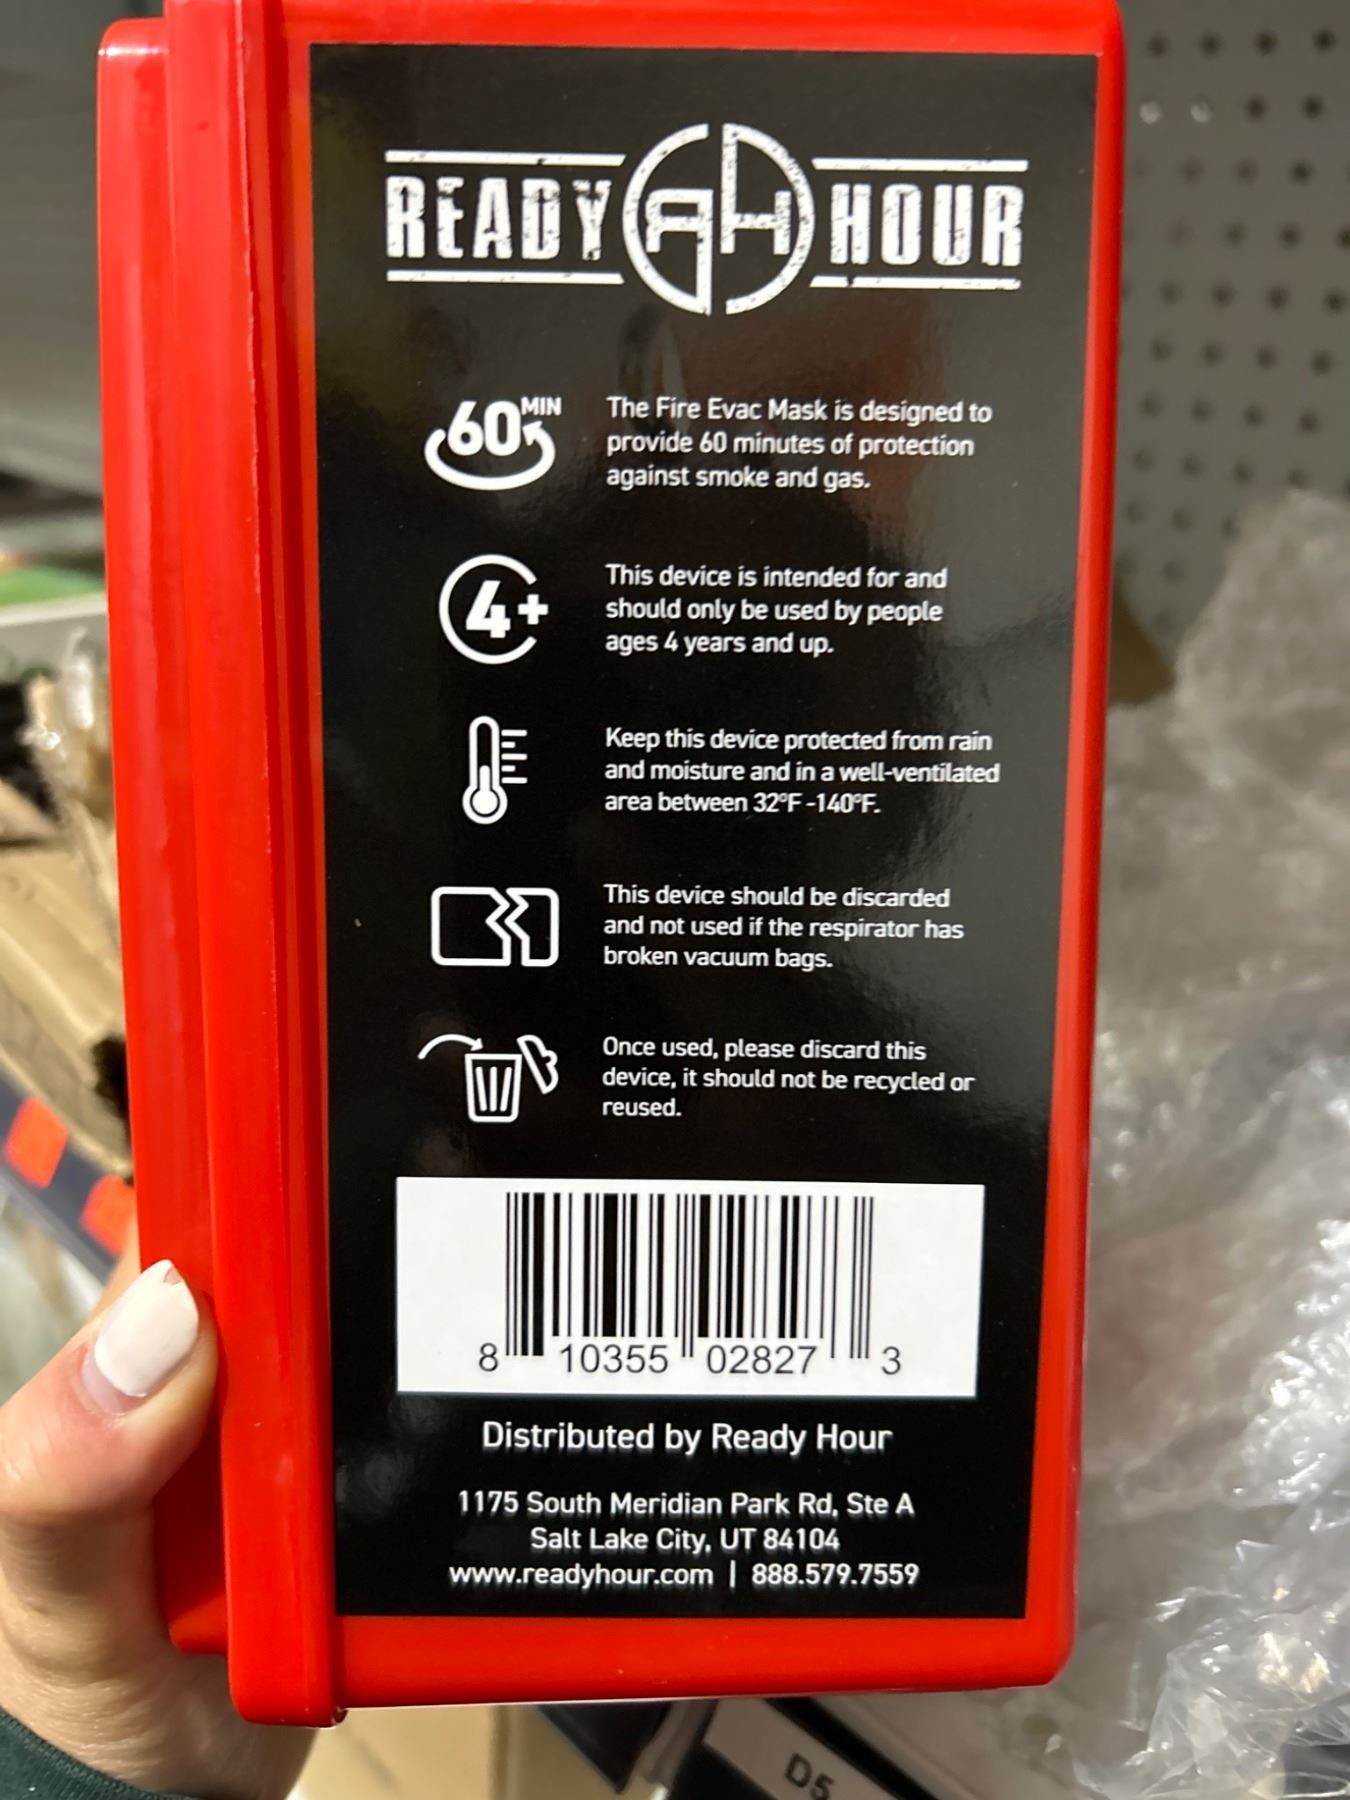 READY RH HOUR
60 MIN
The Fire Evac Mask is designed to
provide 60 minutes of protection
against smoke and gas.
4+
This device is intended for and
should only be used by people
ages 4 years and up.
Keep this device protected from rain
and moisture and in a well-ventilated
area between 32°F -140°F.
This device should be discarded
and not used if the respirator has
broken vacuum bags.
Once used, please discard this
device, it should not be recycled or
reused.
8 10355 02827 3
Distributed by Ready Hour
1175 South Meridian Park Rd, Ste A
Salt Lake City, UT 84104
www.readyhour.com | 888.579.7559
D5